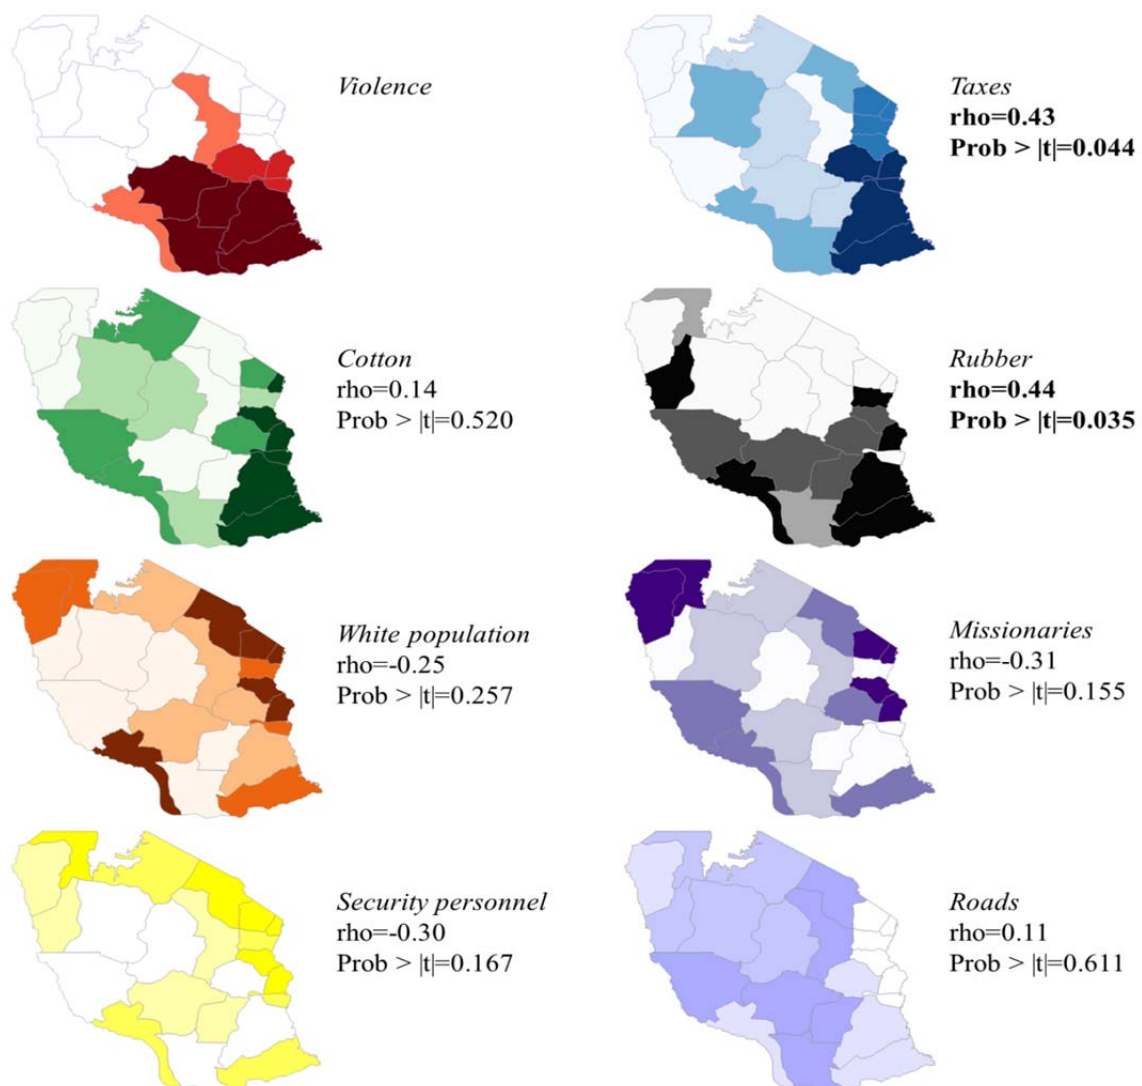 Violence
Taxes
rho=0.43
Prob > |t|=0.044
Cotton
rho=0.14
Prob > |t|=0.520
Rubber
rho=0.44
Prob > |t|=0.035
White population
rho=-0.25
Prob > |t|=0.257
Missionaries
rho=-0.31
Prob > |t|=0.155
Security personnel
rho=-0.30
Prob > |t|=0.167
Roads
rho=0.11
Prob > |t|=0.611